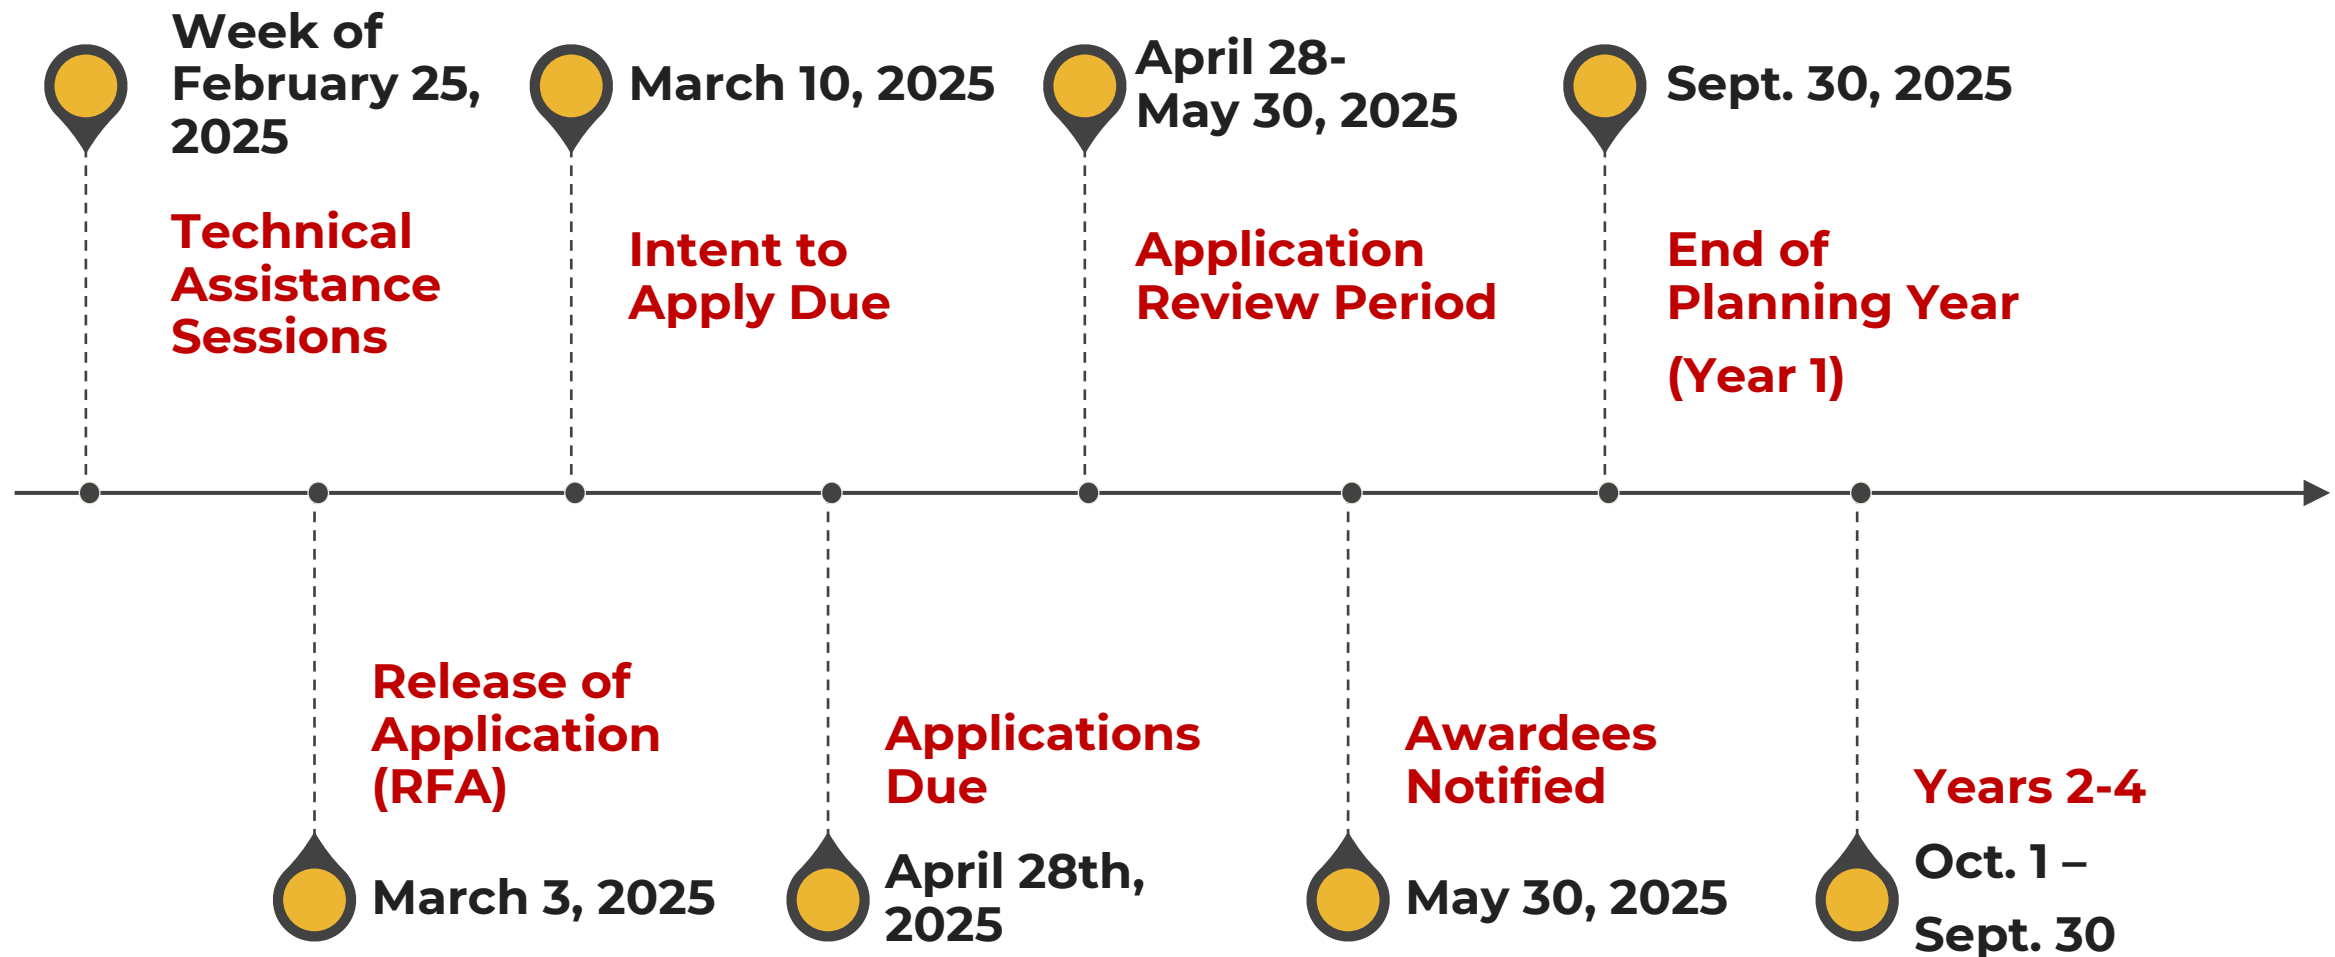 Week of
February 25,
2025
Technical
Assistance
Sessions
Release of
Application
(RFA)
March 3, 2025
March 10, 2025
Intent to
Apply Due
Applications
Due
April 28th,
2025
April 28-
May 30, 2025
Application
Review Period
Awardees
Notified
May 30, 2025
Sept. 30, 2025
End of
Planning Year
(Year 1)
Years 2-4
Oct. 1 –
Sept. 30